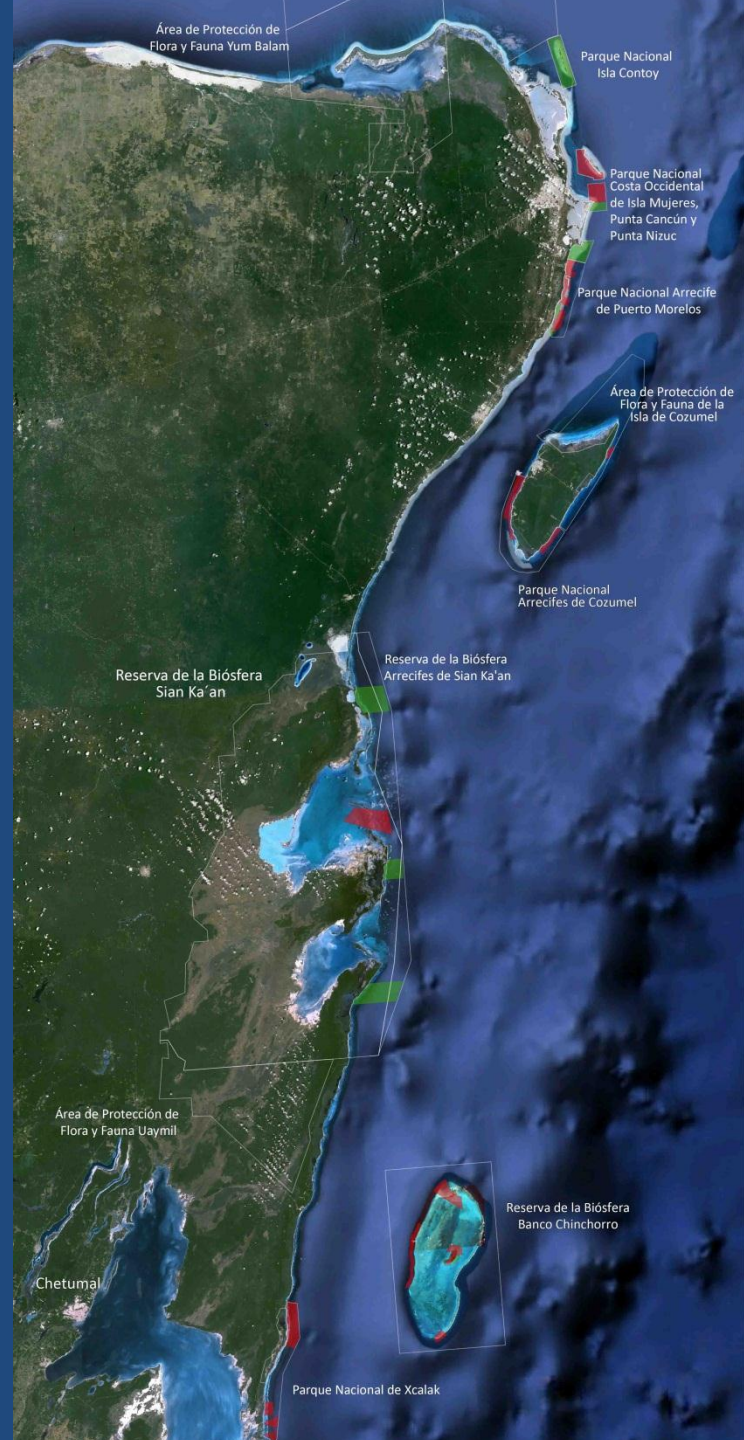 Área de Protección de
Flora y Fauna Yum Balam
Parque Nacional
Isla Contoy
Parque Nacional
Costa Occidental
de Isla Mujeres,
Punta Cancún y
Punta Nizuc
Parque Nacional Arrecife
de Puerto Morelos
Área de Protección de
Flora y Fauna de la
Isla de Cozumel
Parque Nacional
Arrecifes de Cozumel
Reserva de la Biósfera
Sian Ka´an
Reserva de la Biósfera
Arrecifes de Sian Ka'an
Área de Protección de
Flora y Fauna Uaymil
Reserva de la Biósfera
Banco Chinchorro
Chetumal
Parque Nacional de Xcalak